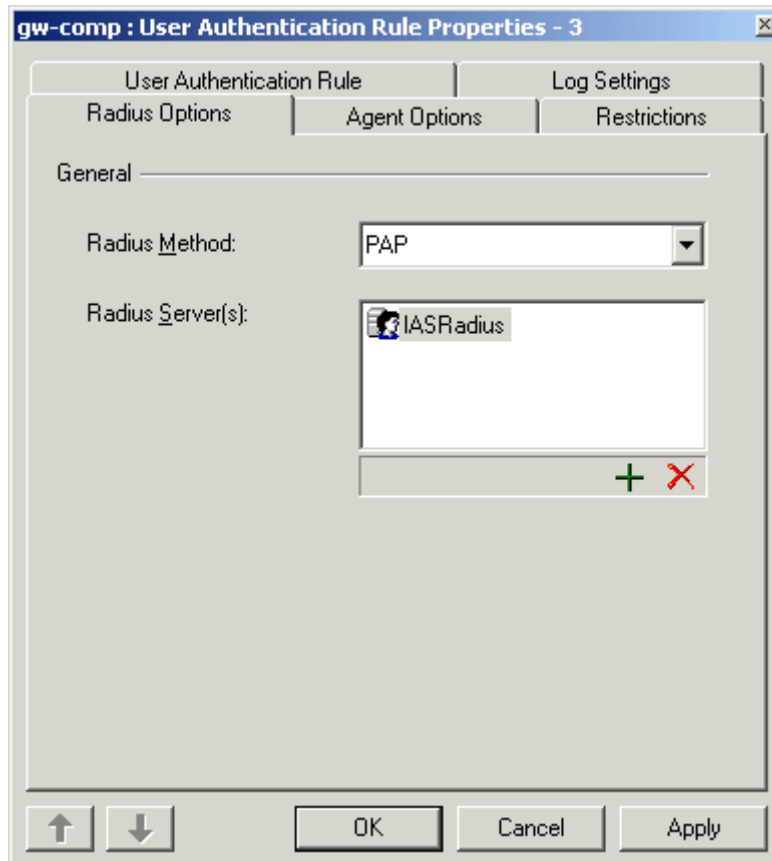 gw-comp : User Authentication Rule Properties - 3
User Authentication Rule
Log Settings
Radius Options
Agent Options
Restrictions
General
Radius Method:
PAP
Radius Server(s):
IASRadius
OK
Cancel
Apply